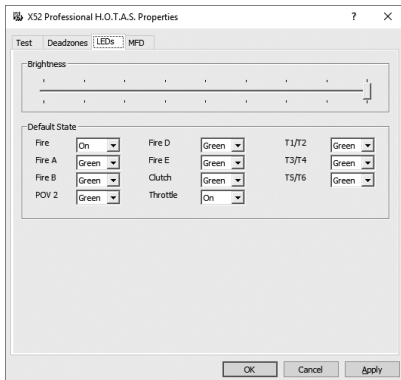 X52 Professional H.O.T.A.S. Properties ? ×
Test Deadzones LEDs MFD
Brightness
Default State
Fire On Fire D Green T1/T2 Green
Fire A Green Fire E Green T3/T4 Green
Fire B Green Clutch Green T5/T6 Green
POV 2 Green Throttle On
OK Cancel Apply